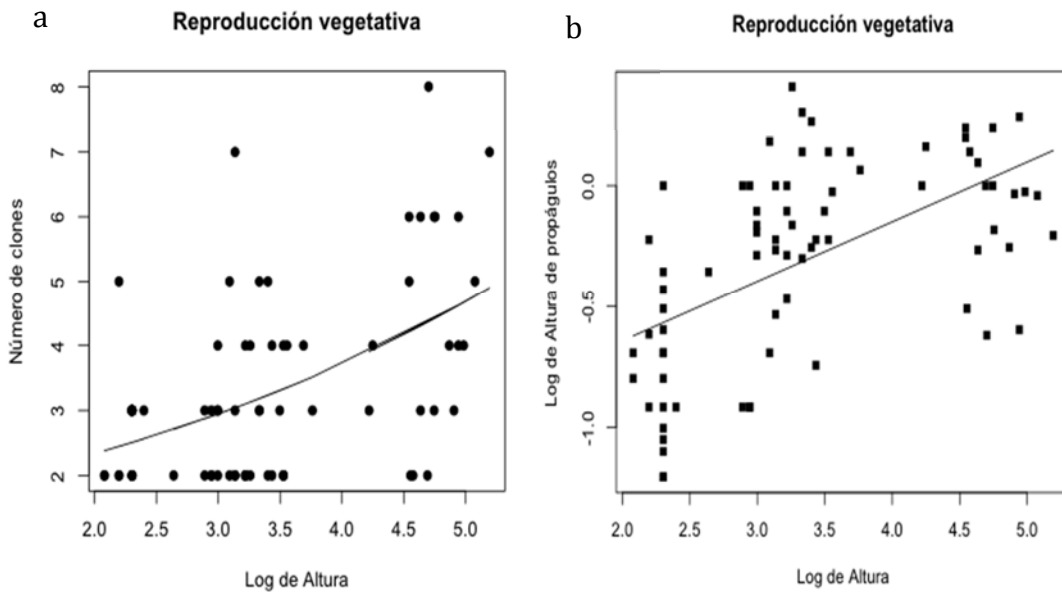 a
Reproducción vegetativa
Número de clones
8
7
6
5
4
3
2
2.0 2.5 3.0 3.5 4.0 4.5 5.0
Log de Altura
b
Reproducción vegetativa
Log de Altura de propágulos
0.0
-0.5
-1.0
2.0 2.5 3.0 3.5 4.0 4.5 5.0
Log de Altura